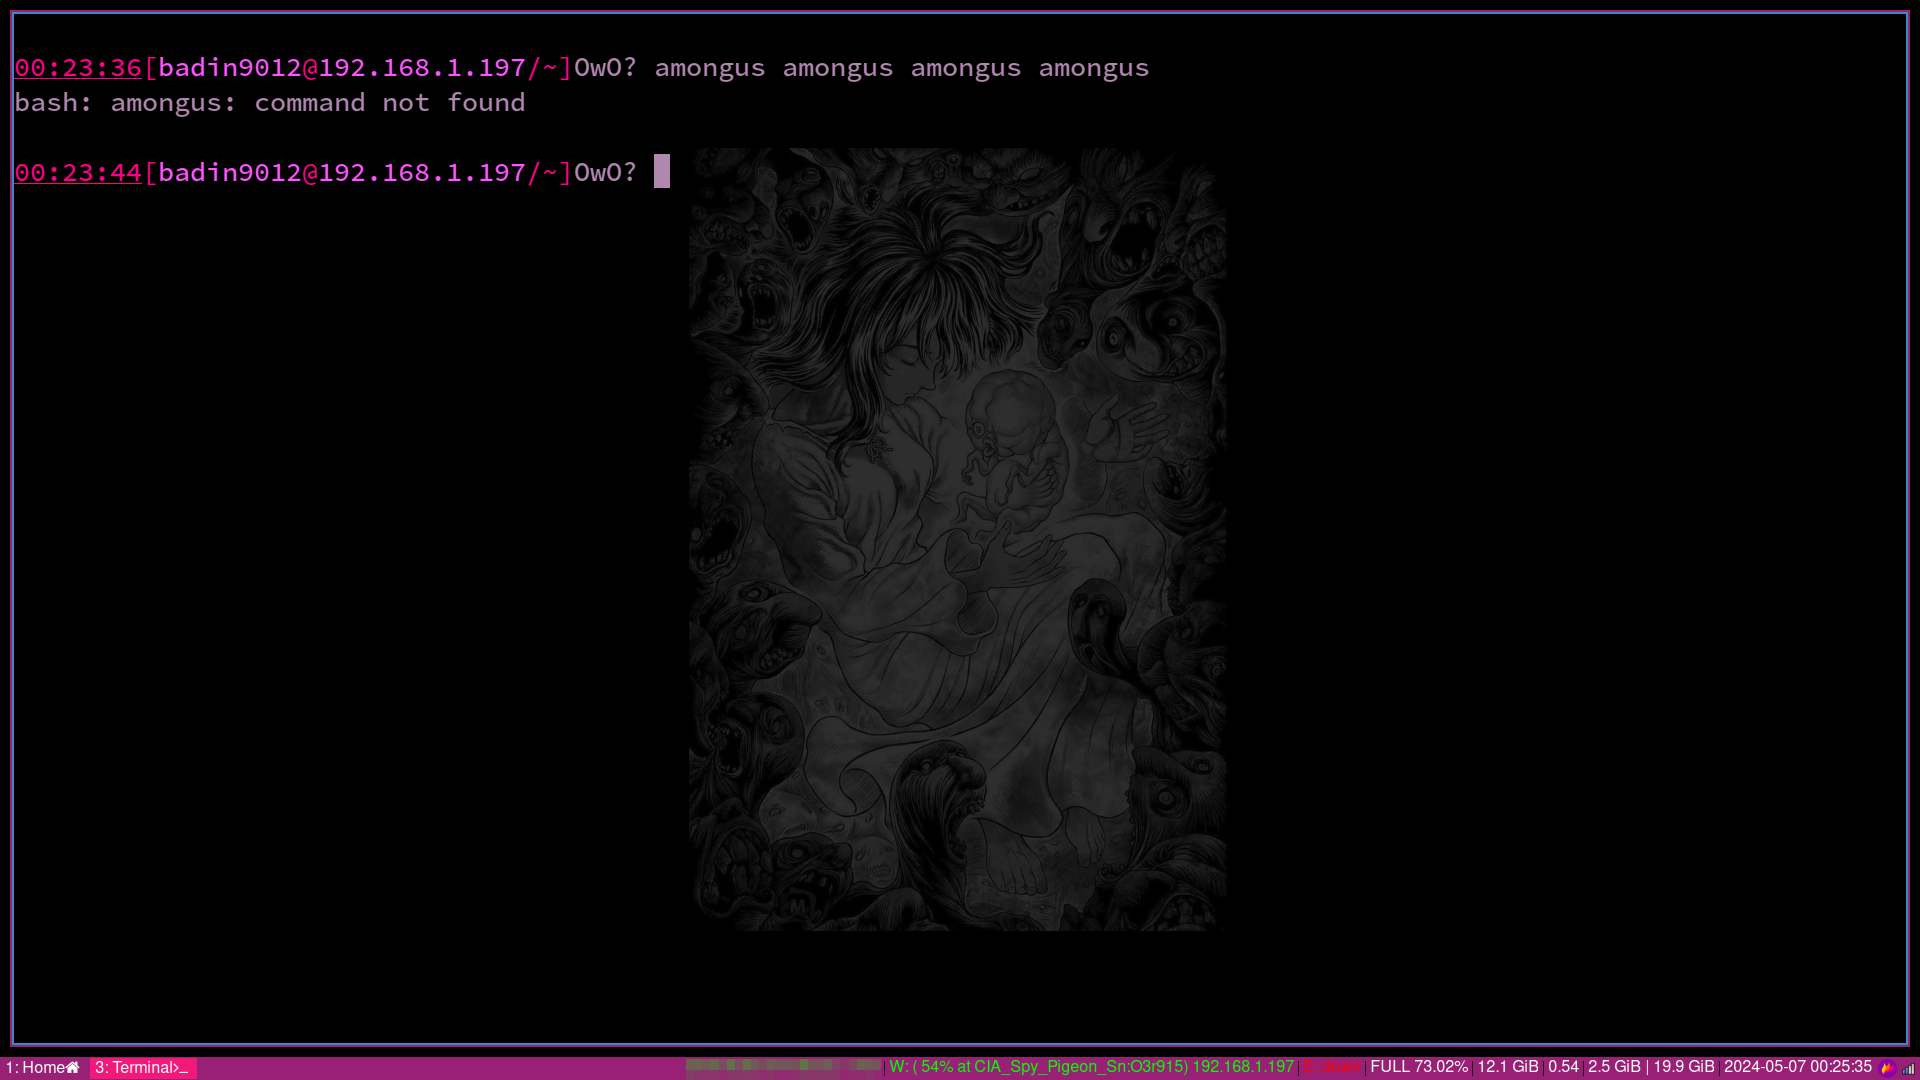 00:23:36[badin9012@192.168.1.197/~]OwO? amongus amongus amongus amongus
bash: amongus: command not found
00:23:44[badin9012@192.168.1.197/~]OwO?
1: Home 3: Terminal>_ | W: ( 54% at CIA_Spy_Pigeon_Sn:O3r915) 192.168.1.197 | E: down | FULL 73.02% | 12.1 GiB | 0.54 | 2.5 GiB | 19.9 GiB | 2024-05-07 00:25:35